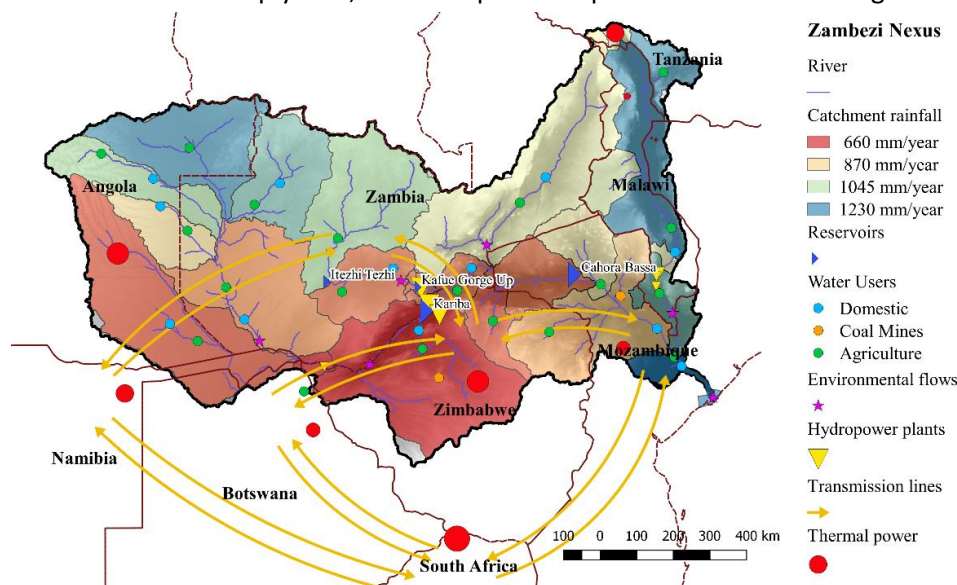 Zambezi Nexus
River
Catchment rainfall
660 mm/year
870 mm/year
1045 mm/year
1230 mm/year
Reservoirs
Water Users
Domestic
Coal Mines
Agriculture
Environmental flows
Hydropower plants
Transmission lines
Thermal power
Tanzania
Angola
Zambia
Malawi
Itezhi Tezhi
Kafue Gorge Up
Cahora Bassa
Kariba
Mozambique
Zimbabwe
Namibia
Botswana
South Africa
100 0 100 200 300 400 km